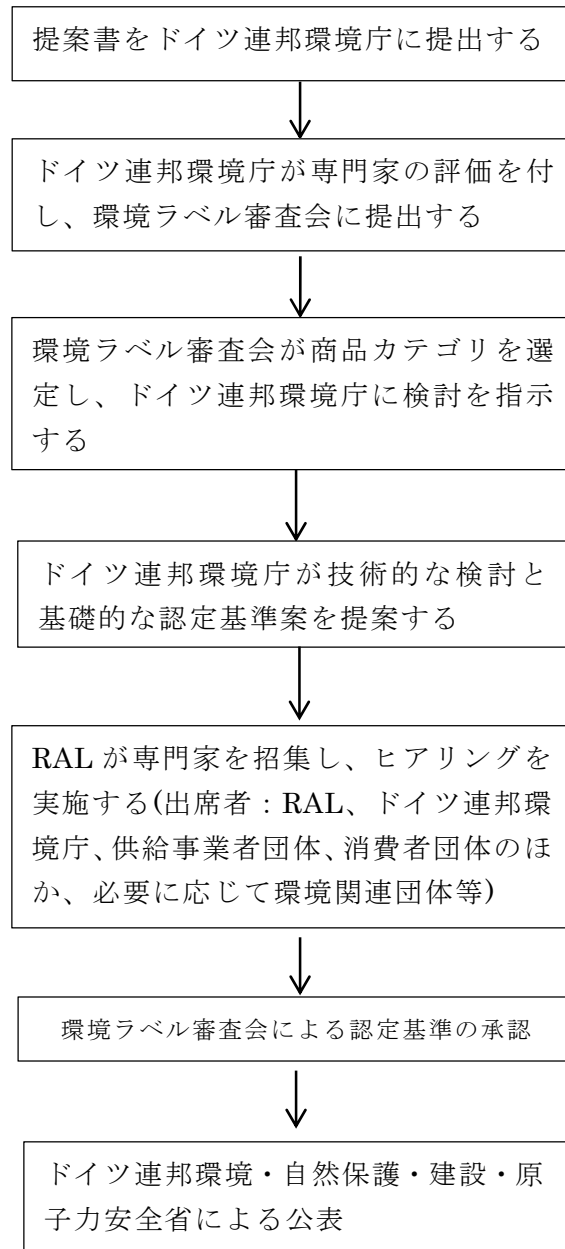 提案書をドイツ連邦環境庁に提出する
ドイツ連邦環境庁が専門家の評価を付
し、環境ラベル審査会に提出する
環境ラベル審査会が商品カテゴリを選
定し、ドイツ連邦環境庁に検討を指示
する
ドイツ連邦環境庁が技術的な検討と
基礎的な認定基準案を提案する
RAL が専門家を招集し、ヒアリングを
実施する(出席者：RAL、ドイツ連邦環
境庁、供給事業者団体、消費者団体のほ
か、必要に応じて環境関連団体等)
環境ラベル審査会による認定基準の承認
ドイツ連邦環境・自然保護・建設・原
子力安全省による公表